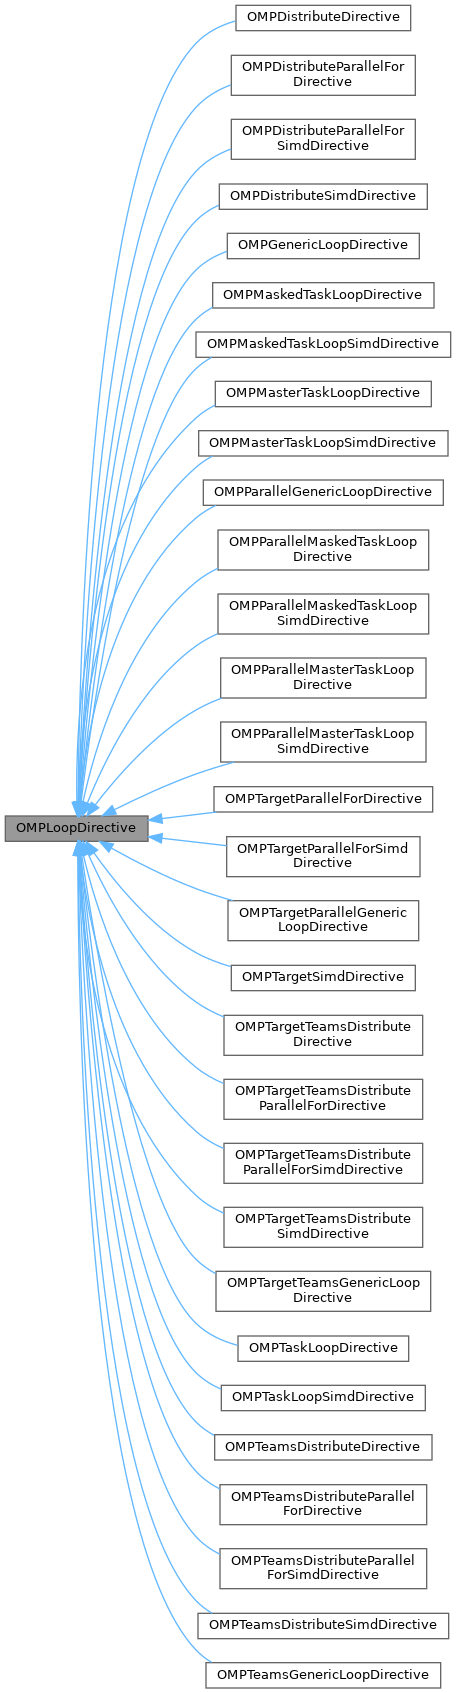 OMPDistributeDirective
OMPDistributeParallelFor
Directive
OMPDistributeParallelFor
SimdDirective
OMPDistributeSimdDirective
OMPGenericLoopDirective
OMPMaskedTaskLoopDirective
OMPMaskedTaskLoopSimdDirective
OMPMasterTaskLoopDirective
OMPMasterTaskLoopSimdDirective
OMPParallelGenericLoopDirective
OMPParallelMaskedTaskLoop
Directive
OMPParallelMaskedTaskLoop
SimdDirective
OMPParallelMasterTaskLoop
Directive
OMPParallelMasterTaskLoop
SimdDirective
OMPTargetParallelForDirective
OMPLoopDirective
OMPTargetParallelForSimd
Directive
OMPTargetParallelGeneric
LoopDirective
OMPTargetSimdDirective
OMPTargetTeamsDistribute
Directive
OMPTargetTeamsDistribute
ParallelForDirective
OMPTargetTeamsDistribute
ParallelForSimdDirective
OMPTargetTeamsDistribute
SimdDirective
OMPTargetTeamsGenericLoop
Directive
OMPTaskLoopDirective
OMPTaskLoopSimdDirective
OMPTeamsDistributeDirective
OMPTeamsDistributeParallel
ForDirective
OMPTeamsDistributeParallel
ForSimdDirective
OMPTeamsDistributeSimdDirective
OMPTeamsGenericLoopDirective